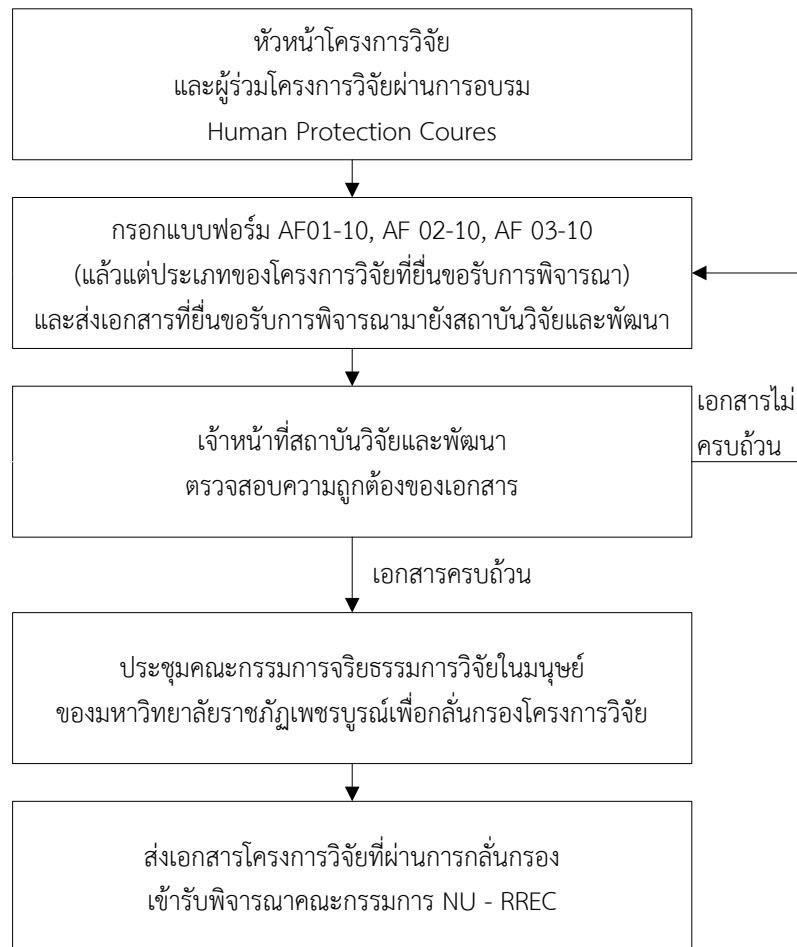 หัวหน้าโครงการวิจัย
และผู้ร่วมโครงการวิจัยผ่านการอบรม
Human Protection Coures
กรอกแบบฟอร์ม AF01-10, AF 02-10, AF 03-10
(แล้วแต่ประเภทของโครงการวิจัยที่ยื่นขอรับการพิจารณา)
และส่งเอกสารที่ยื่นขอรับการพิจารณามายังสถาบันวิจัยและพัฒนา
เจ้าหน้าที่สถาบันวิจัยและพัฒนา
ตรวจสอบความถูกต้องของเอกสาร
เอกสารไม่
ครบถ้วน
เอกสารครบถ้วน
ประชุมคณะกรรมการจริยธรรมการวิจัยในมนุษย์
ของมหาวิทยาลัยราชภัฏเพชรบูรณ์เพื่อกลั่นกรองโครงการวิจัย
ส่งเอกสารโครงการวิจัยที่ผ่านการกลั่นกรอง
เข้ารับพิจารณาคณะกรรมการ NU - RREC